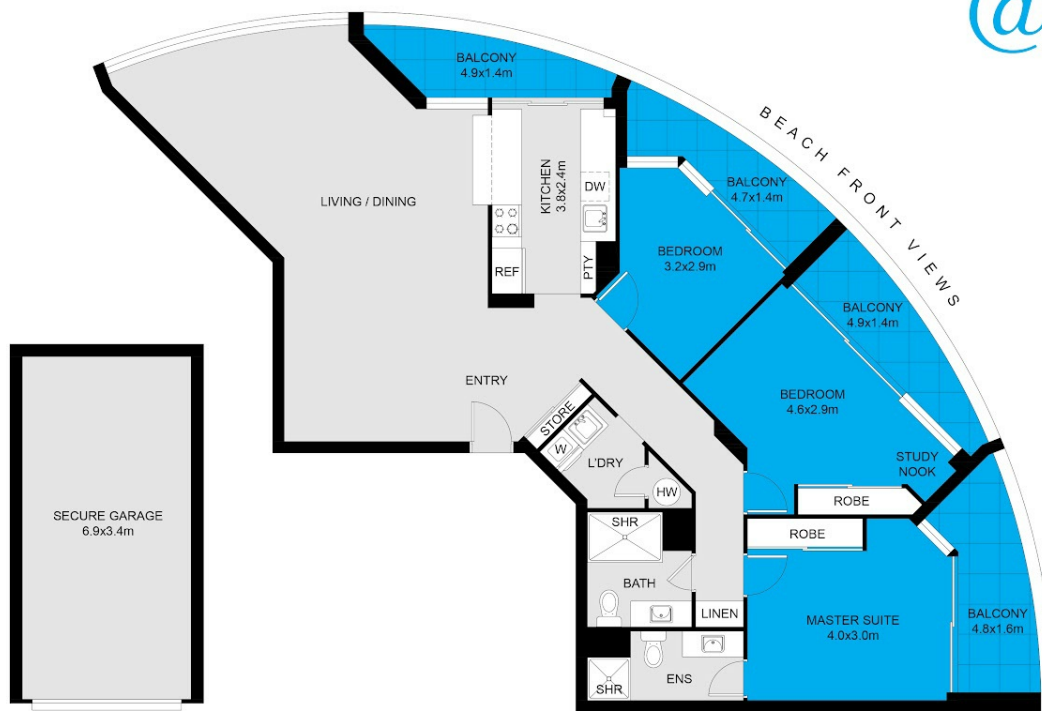 @
BALCONY
4.9x1.4m
BEACH FRONT VIEWS
KITCHEN
3.8x2.4m
DW
BALCONY
4.7x1.4m
LIVING / DINING
BEDROOM
3.2x2.9m
REF
PTY
BALCONY
4.9x1.4m
ENTRY
BEDROOM
4.6x2.9m
STORE
W
L'DRY
STUDY
NOOK
HW
ROBE
SECURE GARAGE
6.9x3.4m
SHR
ROBE
BATH
LINEN
MASTER SUITE
4.0x3.0m
BALCONY
4.8x1.6m
ENS
SHR